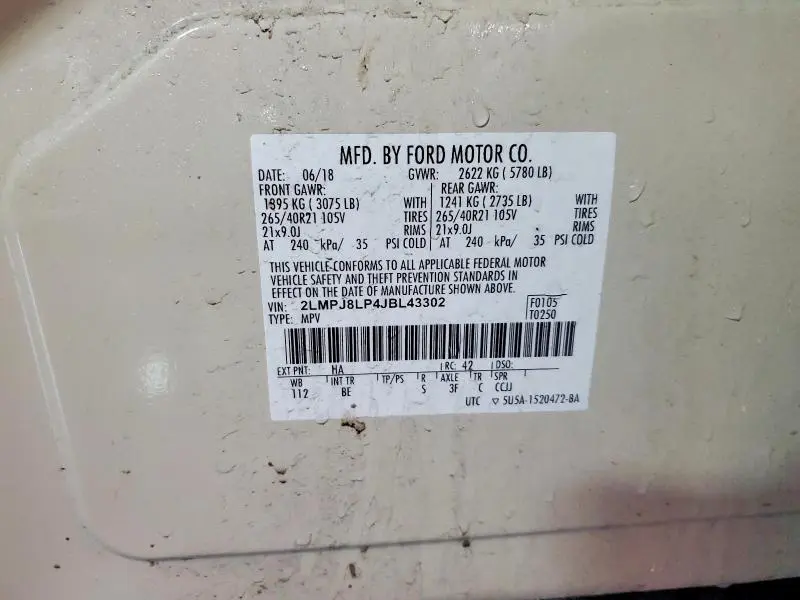 MFD. BY FORD MOTOR CO.
DATE: 06/18 GVWR: 2622 KG ( 5780 LB)
FRONT GAWR: REAR GAWR:
1395 KG ( 3075 LB) WITH 1241 KG ( 2735 LB) WITH
265/40R21 105V TIRES 265/40R21 105V TIRES
21x9.0J RIMS 21x9.0J RIMS
AT 240 kPa/ 35 PSI COLD AT 240 kPa/ 35 PSI COLD
THIS VEHICLE CONFORMS TO ALL APPLICABLE FEDERAL MOTOR
VEHICLE SAFETY AND THEFT PREVENTION STANDARDS IN
EFFECT ON THE DATE OF MANUFACTURE SHOWN ABOVE.
VIN: 2LMPJ8LP4JBL43302 F0105
TYPE: MPV T0250
EXT PNT: HA RC: 42 DSO:
WB INT TR TP/PS R AXLE TR SPR
112 BE S 3F C CCJJ
UTC ▽ 5U5A-1520472-BA